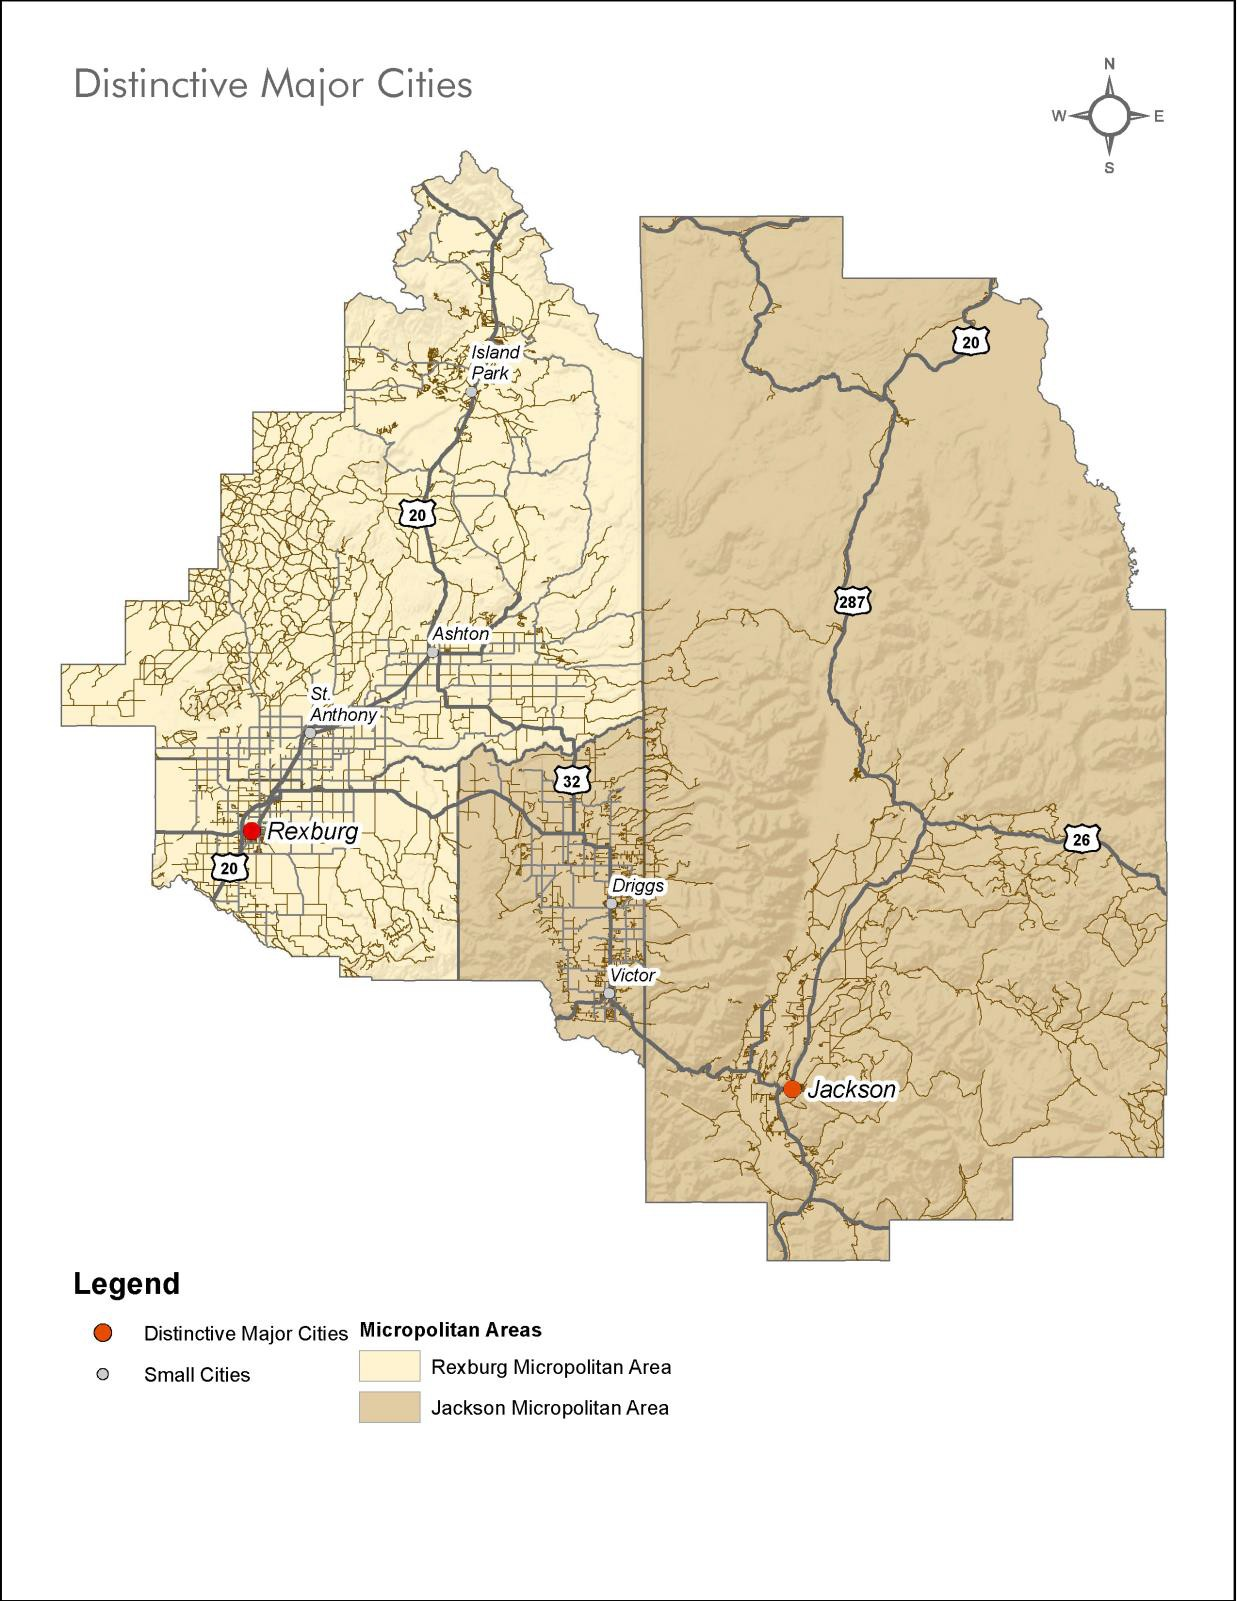 Distinctive Major Cities
N
W
E
S
20
Island
Park
20
287
Ashton
St.
Anthony
32
Rexburg
26
20
Driggs
Victor
Jackson
Legend
Distinctive Major Cities
Small Cities
Micropolitan Areas
Rexburg Micropolitan Area
Jackson Micropolitan Area